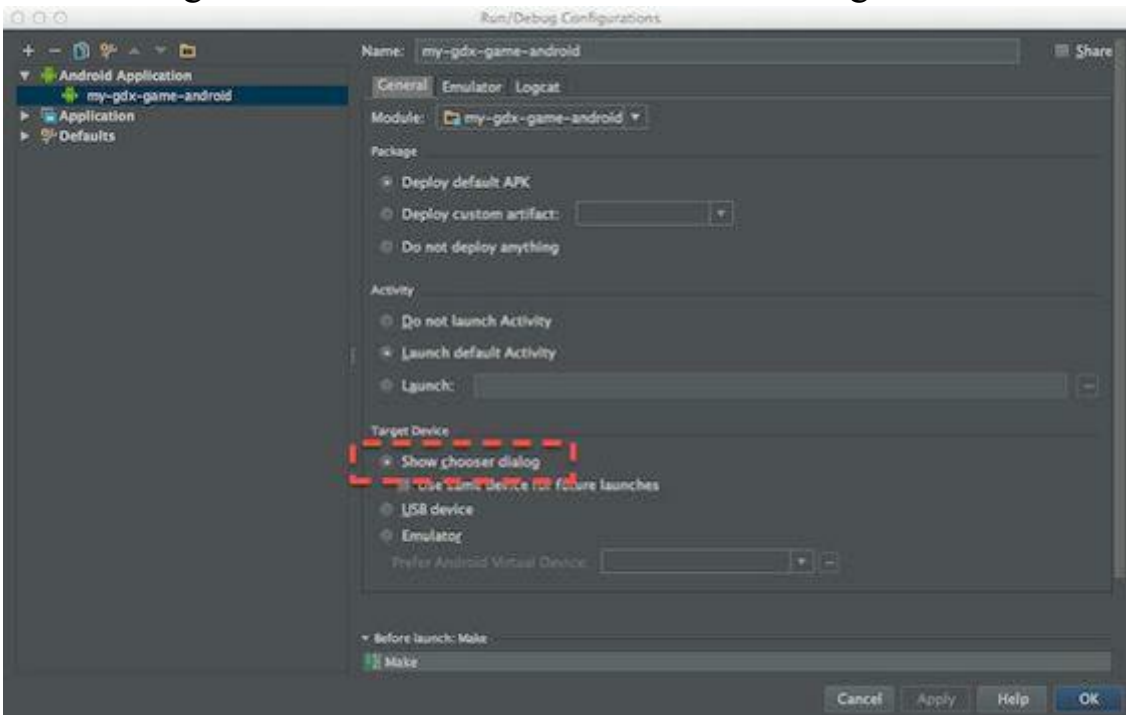 Run/Debug Configurations
Name: my-gdx-game-android
Share
Android Application
my-gdx-game-android
Application
Defaults
General Emulator Logcat
Module: my-gdx-game-android
Package
Deploy default APK
Deploy custom artifact:
Do not deploy anything
Activity
Do not launch Activity
Launch default Activity
Launch:
Target Device
Show chooser dialog
Use same device for future launches
USB device
Emulator
Prefer Android Virtual Device:
Before launch: Make
Make
Cancel Apply Help OK